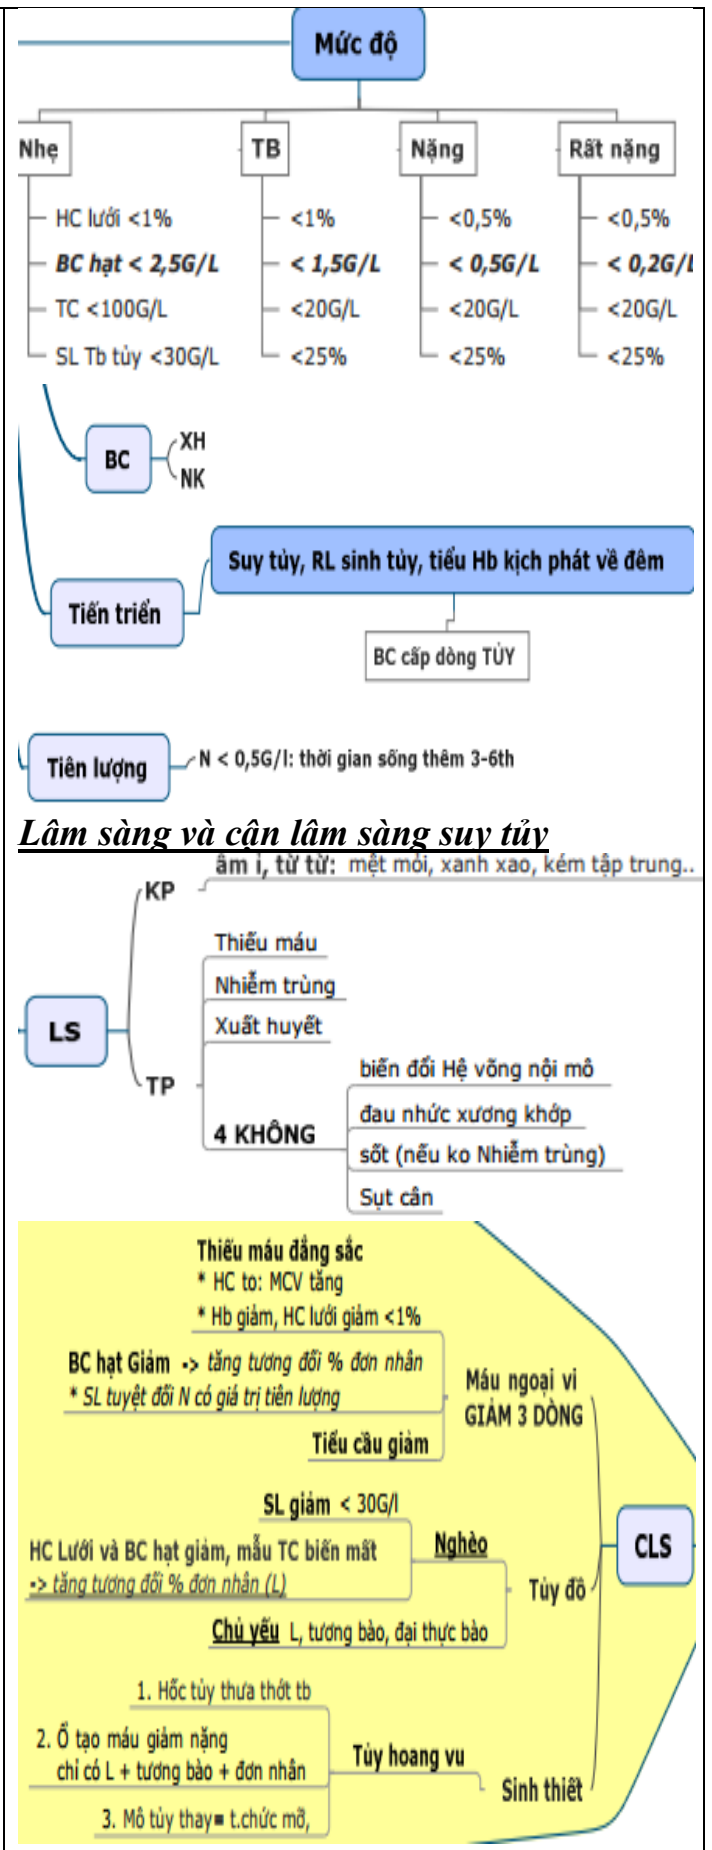 Mức độ
Nhẹ TB Nặng Rất nặng
HC lưới <1% <1% <0,5% <0,5%
BC hạt < 2,5G/L < 1,5G/L < 0,5G/L < 0,2G/L
TC <100G/L <20G/L <20G/L <20G/L
SL Tb tủy <30G/L <25% <25% <25%
BC
XH
NK
Suy tủy, RL sinh tủy, tiểu Hb kịch phát về đêm
Tiến triển
BC cấp dòng TỦY
Tiên lượng
N < 0,5G/l: thời gian sống thêm 3-6th
Lâm sàng và cận lâm sàng suy tủy
LS
KP
âm ỉ, từ từ: mệt mỏi, xanh xao, kém tập trung..
TP
Thiếu máu
Nhiễm trùng
Xuất huyết
4 KHÔNG
biến đổi Hệ võng nội mô
đau nhức xương khớp
sốt (nếu ko Nhiễm trùng)
Sụt cân
Thiếu máu đẳng sắc
* HC to: MCV tăng
* Hb giảm, HC lưới giảm <1%
BC hạt Giảm -> tăng tương đối % đơn nhân
* SL tuyệt đối N có giá trị tiên lượng
Tiểu cầu giảm
Máu ngoại vi
GIẢM 3 DÒNG
SL giảm < 30G/l
HC Lưới và BC hạt giảm, mẫu TC biến mất
-> tăng tương đối % đơn nhân (L)
Nghèo
Chủ yếu L, tương bào, đại thực bào
Tủy đồ
CLS
1. Hốc tủy thưa thớt tb
2. Ổ tạo máu giảm nặng
chỉ có L + tương bào + đơn nhân
3. Mô tủy thay= t.chức mỡ,
Tủy hoang vu
Sinh thiết